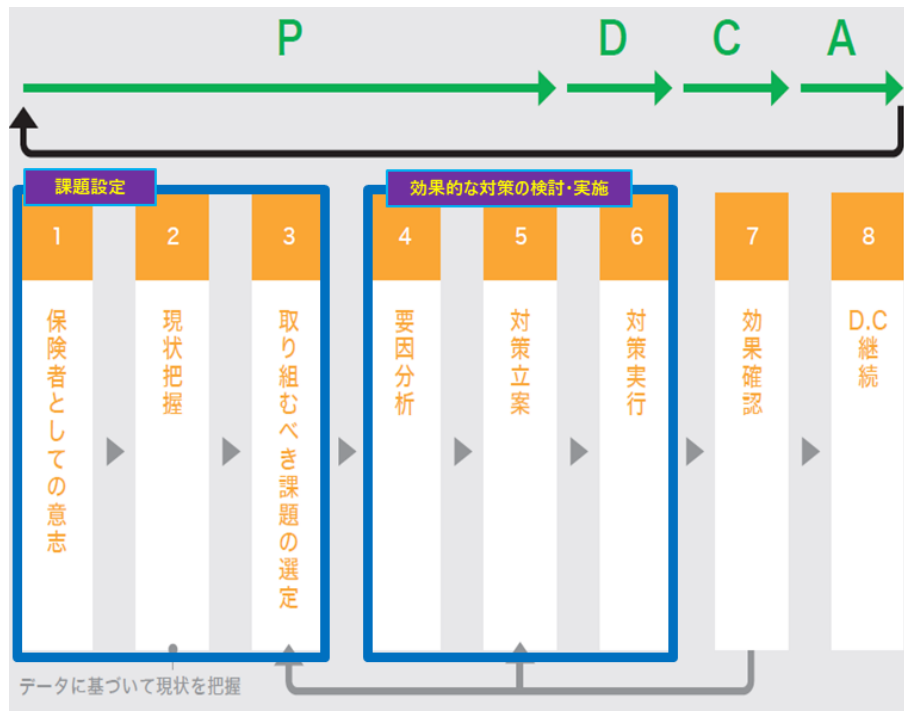 P
D
C
A
課題設定
効果的な対策の検討・実施
1
2
3
4
5
6
7
8
保険者としての意志
現状把握
取り組むべき課題の選定
要因分析
対策立案
対策実行
効果確認
D.C
継続
データに基づいて現状を把握